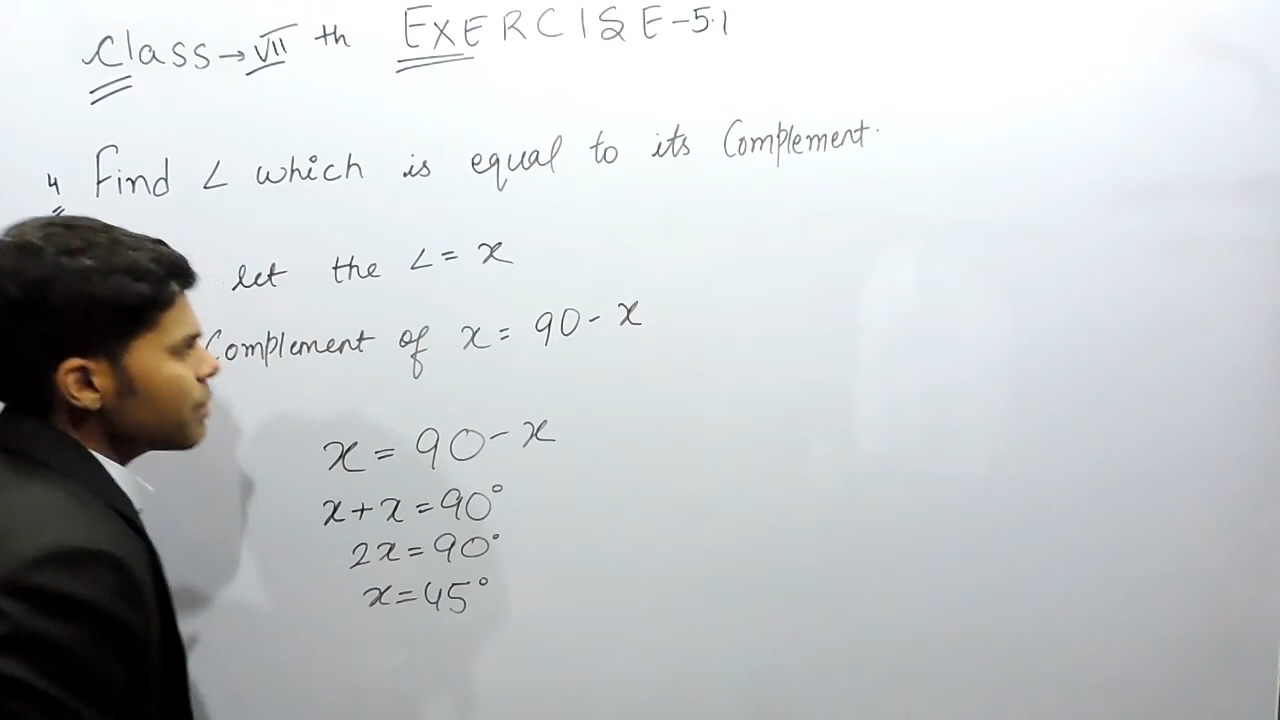 Class → VII th EXERCISE-5.1
4 Find ∠ which is equal to its Complement.
let the ∠ = x
Complement of x = 90 - x
x = 90 - x
x + x = 90°
2x = 90°
x = 45°